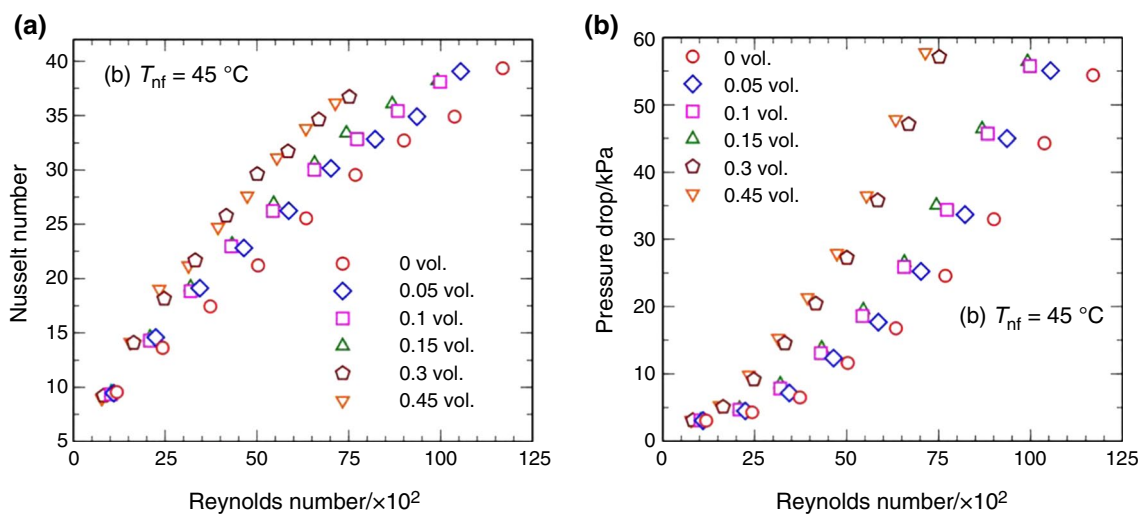 (a)
(b) Tnf = 45 °C
Nusselt number
40
35
30
25
20
15
10
5
0 vol.
0.05 vol.
0.1 vol.
0.15 vol.
0.3 vol.
0.45 vol.
0 25 50 75 100 125
Reynolds number/×10²
(b)
Presssure drop/kPa
60
50
40
30
20
10
0
0 vol.
0.05 vol.
0.1 vol.
0.15 vol.
0.3 vol.
0.45 vol.
(b) Tnf = 45 °C
0 25 50 75 100 125
Reynolds number/×10²